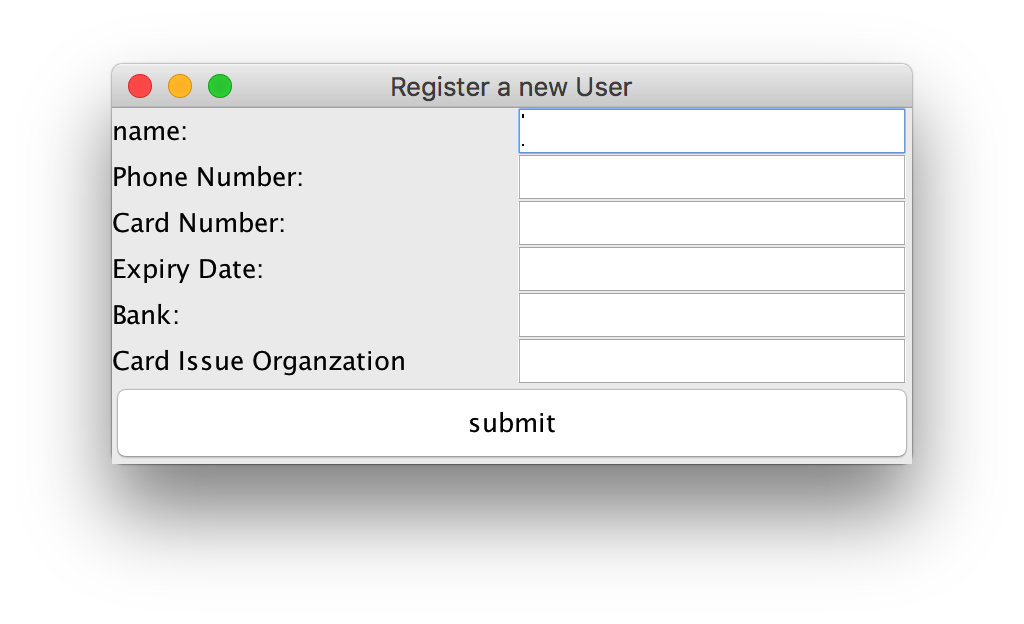 Register a new User
name:
Phone Number:
Card Number:
Expiry Date:
Bank:
Card Issue Organzation
submit